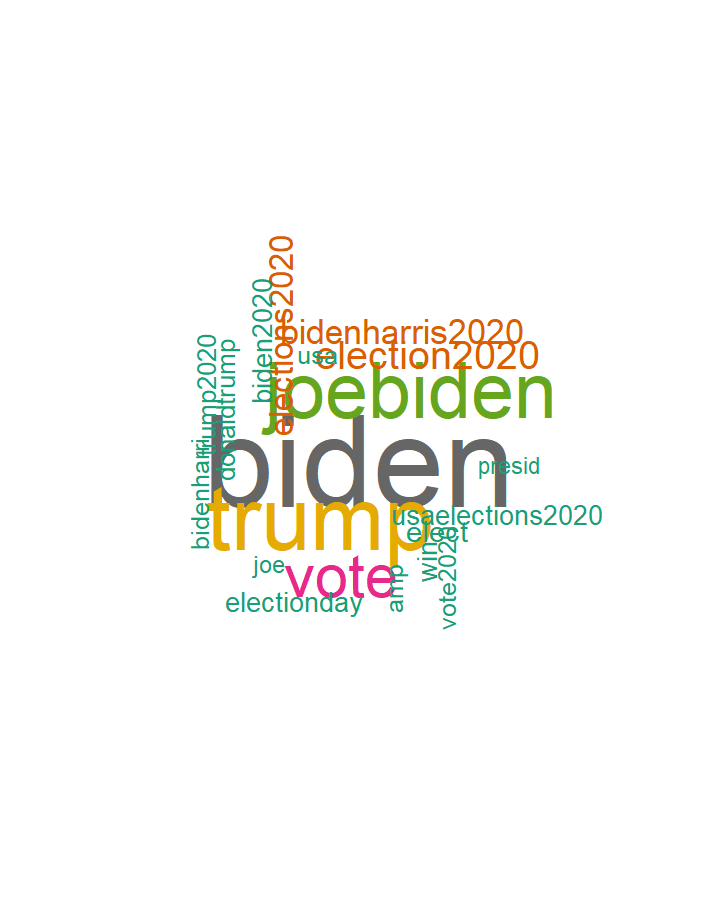 elections2020
biden2020
bidenharris2020
usa
election2020
trump2020
donaldtrump
joebiden
biden
bidenharri
presid
trump
usaelections2020
elect
win
vote2020
joe
vote
amp
electionday